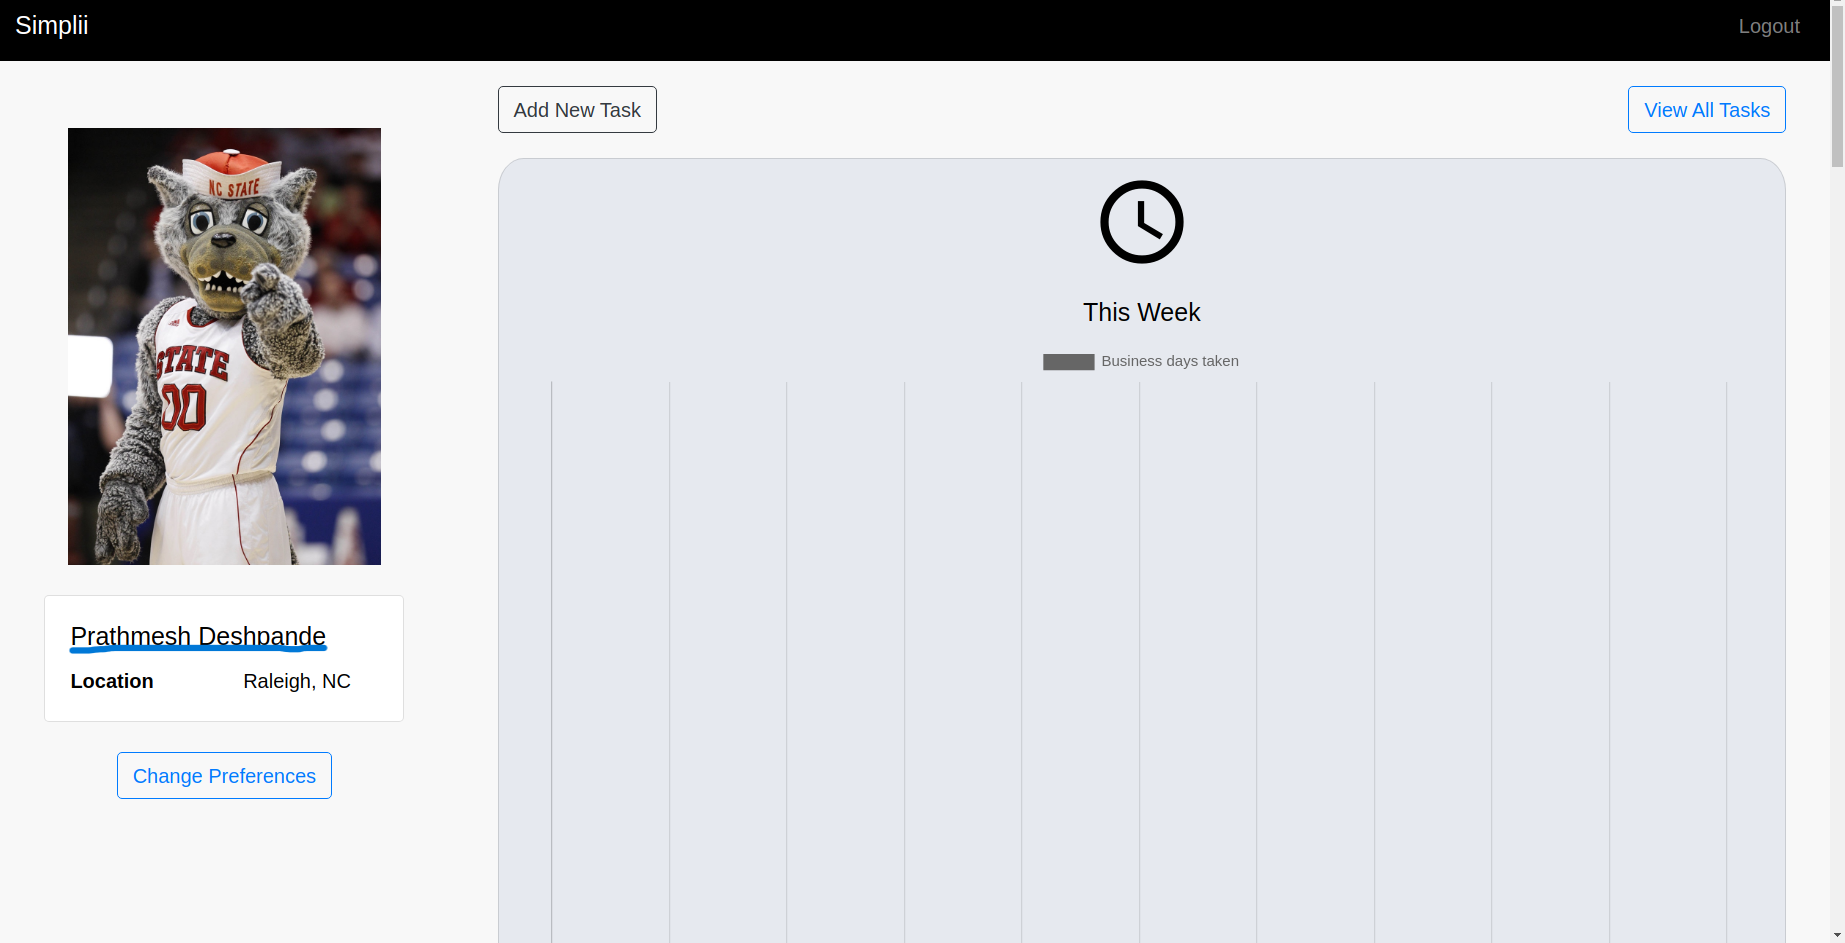 Simplii
Logout
Add New Task
View All Tasks
NC STATE
STATE
00
This Week
Business days taken
Prathmesh Deshpande
Location Raleigh, NC
Change Preferences